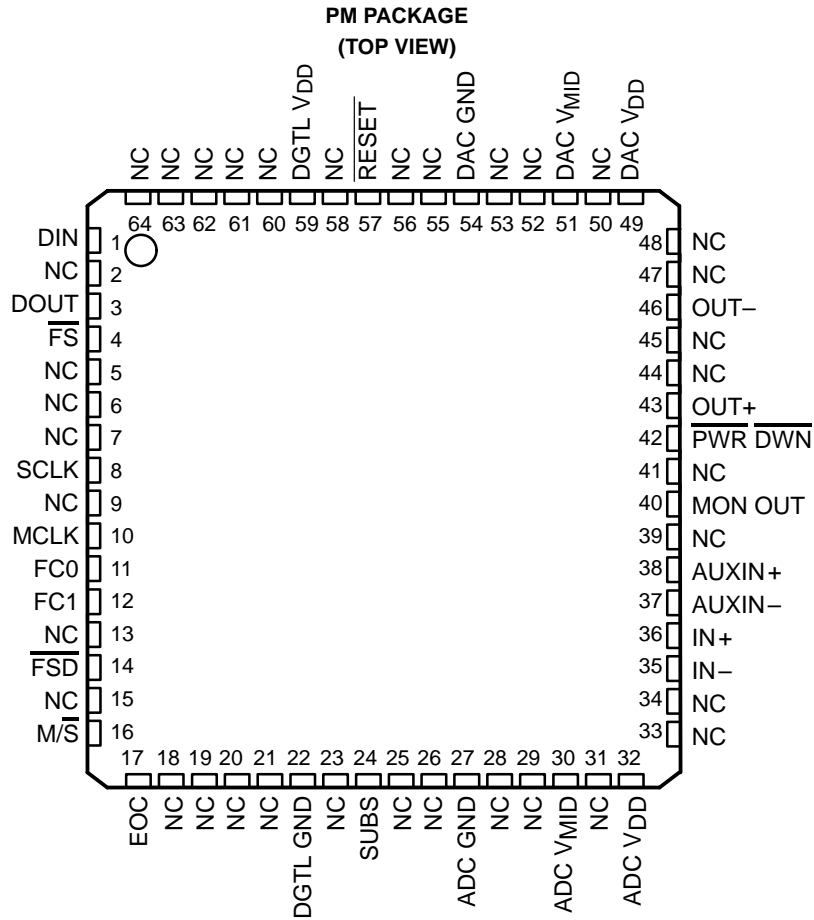 PM PACKAGE
(TOP VIEW)
NC
NC
NC
NC
NC
DGTL VDD
NC
RESET
NC
NC
DAC GND
NC
NC
DAC VMID
NC
DAC VDD
64 63 62 61 60 59 58 57 56 55 54 53 52 51 50 49
DIN 1
NC 2
DOUT 3
FS 4
NC 5
NC 6
NC 7
SCLK 8
NC 9
MCLK 10
FC0 11
FC1 12
NC 13
FSD 14
NC 15
M/S 16
48 NC
47 NC
46 OUT–
45 NC
44 NC
43 OUT+
42 PWR DWN
41 NC
40 MON OUT
39 NC
38 AUXIN+
37 AUXIN–
36 IN+
35 IN–
34 NC
33 NC
17 18 19 20 21 22 23 24 25 26 27 28 29 30 31 32
EOC
NC
NC
NC
NC
DGTL GND
NC
SUBS
NC
NC
ADC GND
NC
NC
ADC VMID
NC
ADC VDD